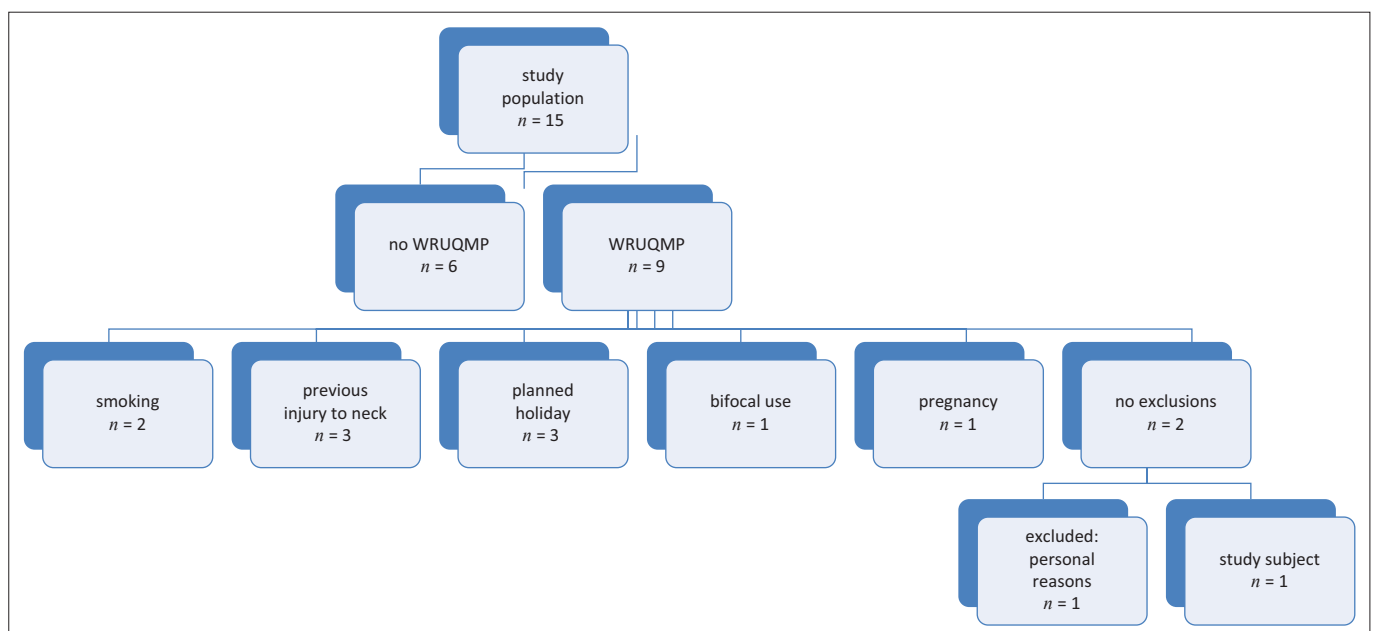 study
population
n = 15
no WRUQMP
n = 6
WRUQMP
n = 9
smoking
n = 2
previous
injury to neck
n = 3
planned
holiday
n = 3
bifocal use
n = 1
pregnancy
n = 1
no exclusions
n = 2
excluded:
personal
reasons
n = 1
study subject
n = 1